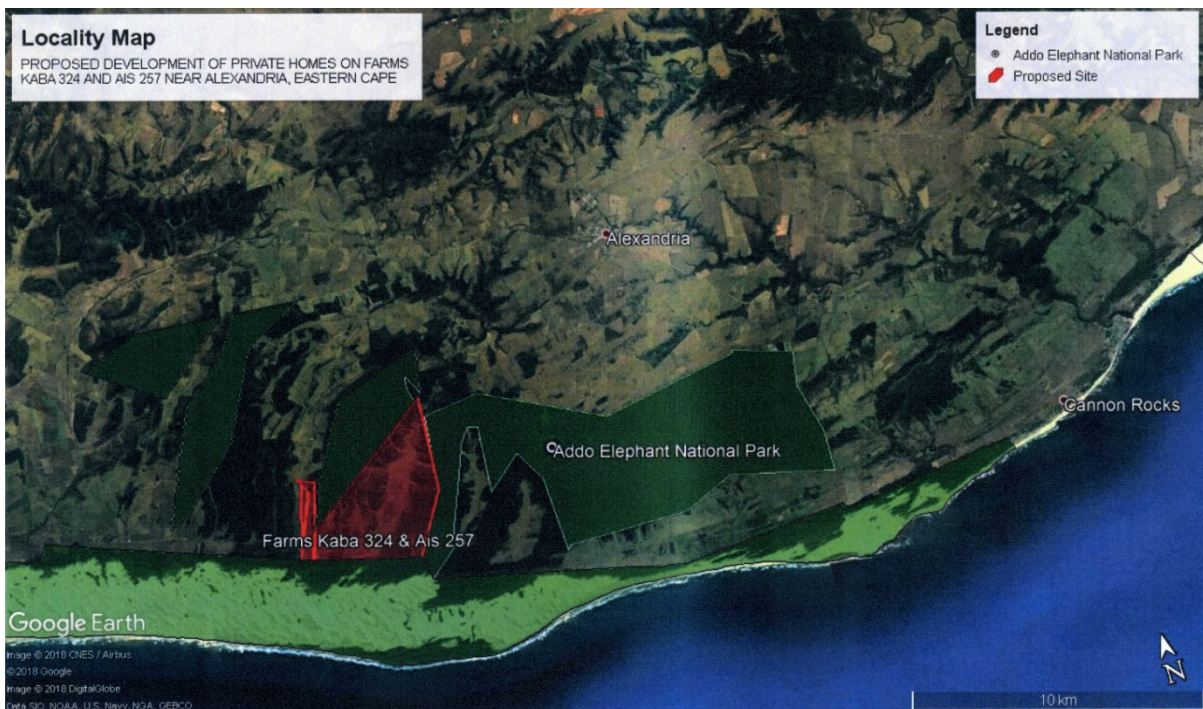 Locality Map
PROPOSED DEVELOPMENT OF PRIVATE HOMES ON FARMS
KABA 324 AND AIS 257 NEAR ALEXANDRIA, EASTERN CAPE
Legend
Addo Elephant National Park
Proposed Site
Alexandria
Cannon Rocks
Addo Elephant National Park
Farms Kaba 324 & Ais 257
Google Earth
Image © 2018 CNES / Airbus
© 2018 Google
Image © 2018 DigitalGlobe
Data SIO, NOAA, U.S. Navy, NGA, GEBCO
N
10 km